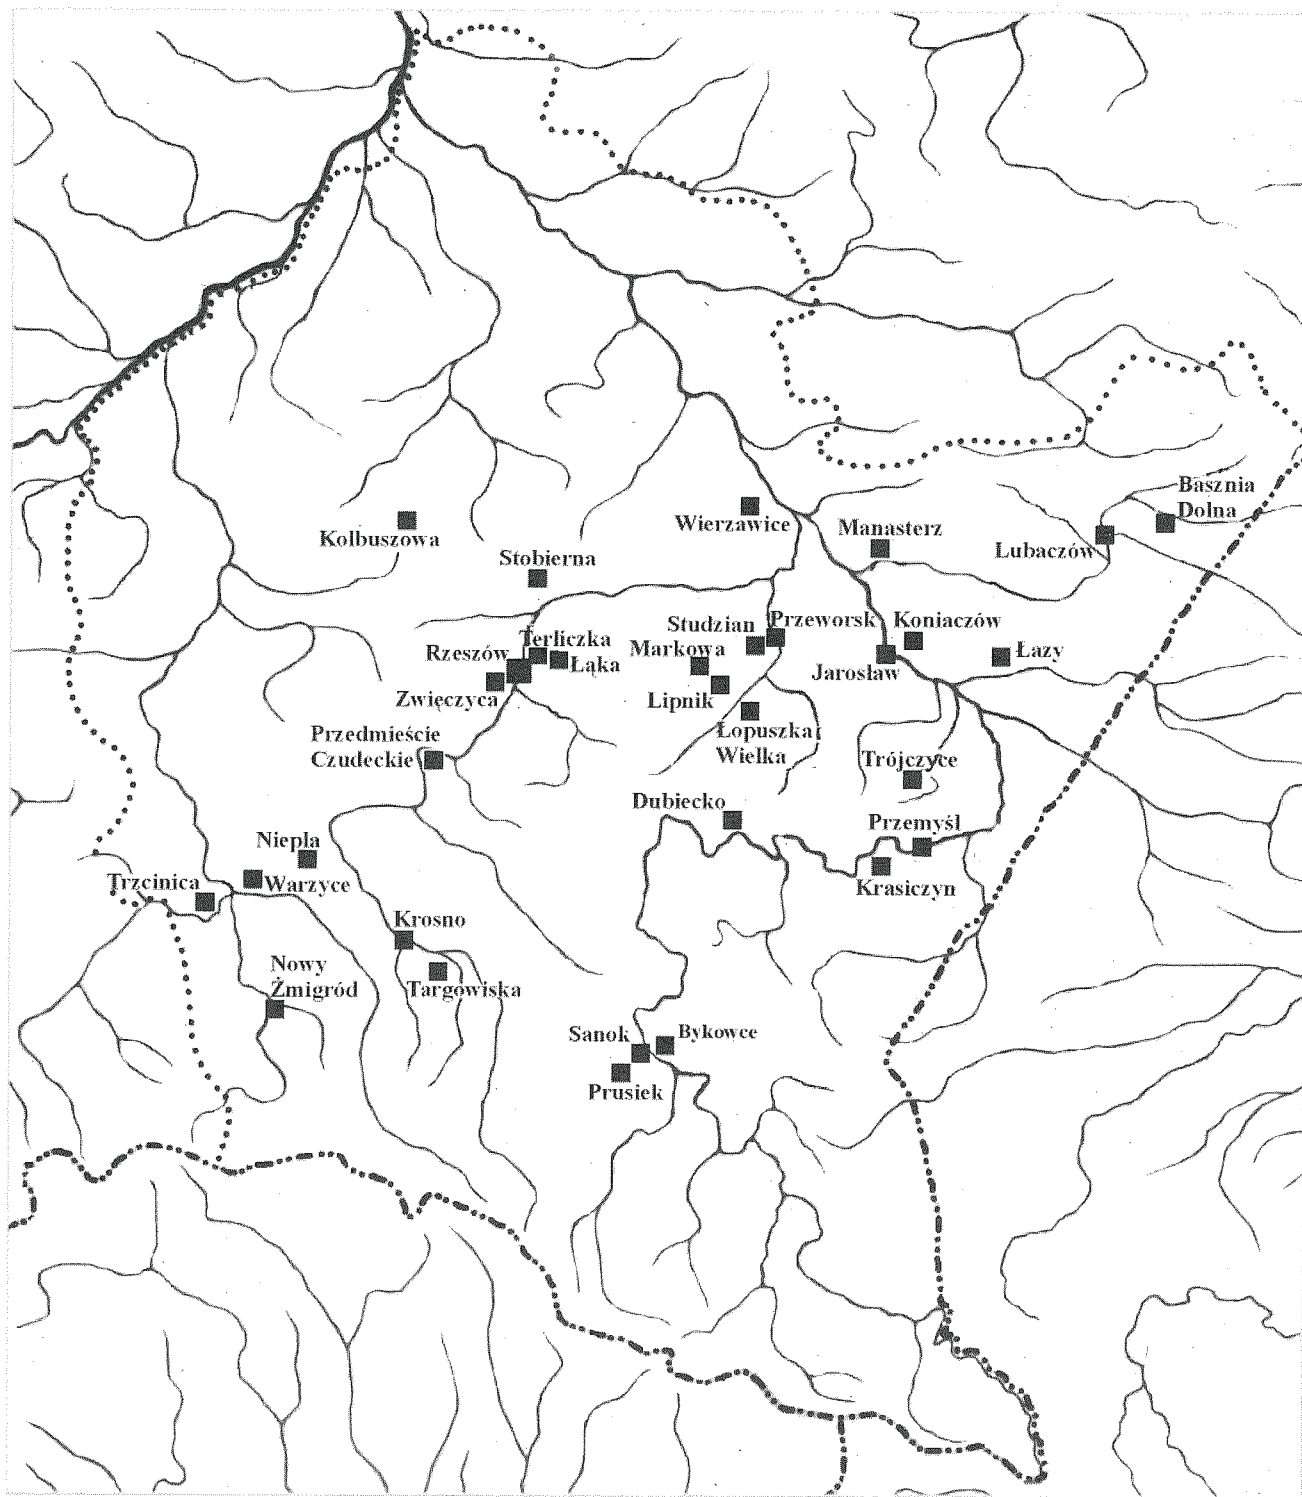 Basznia
Dolna
Wierzawice
Manasterz
Lubaczów
Kolbuszowa
Stobierna
Studzian
Przeworsk
Koniaczów
Terliczka
Markowa
Rzeszów
Łąka
Łazy
Jarosław
Zwięczyca
Lipnik
Przedmieście
Czudeckie
Łopuszka
Wielka
Trójczyce
Dubiecko
Przemyśl
Niepla
Trzcinica
Warzyce
Krasiczyn
Krosno
Nowy
Żmigród
Targowiska
Sanok
Bykowce
Prusiek